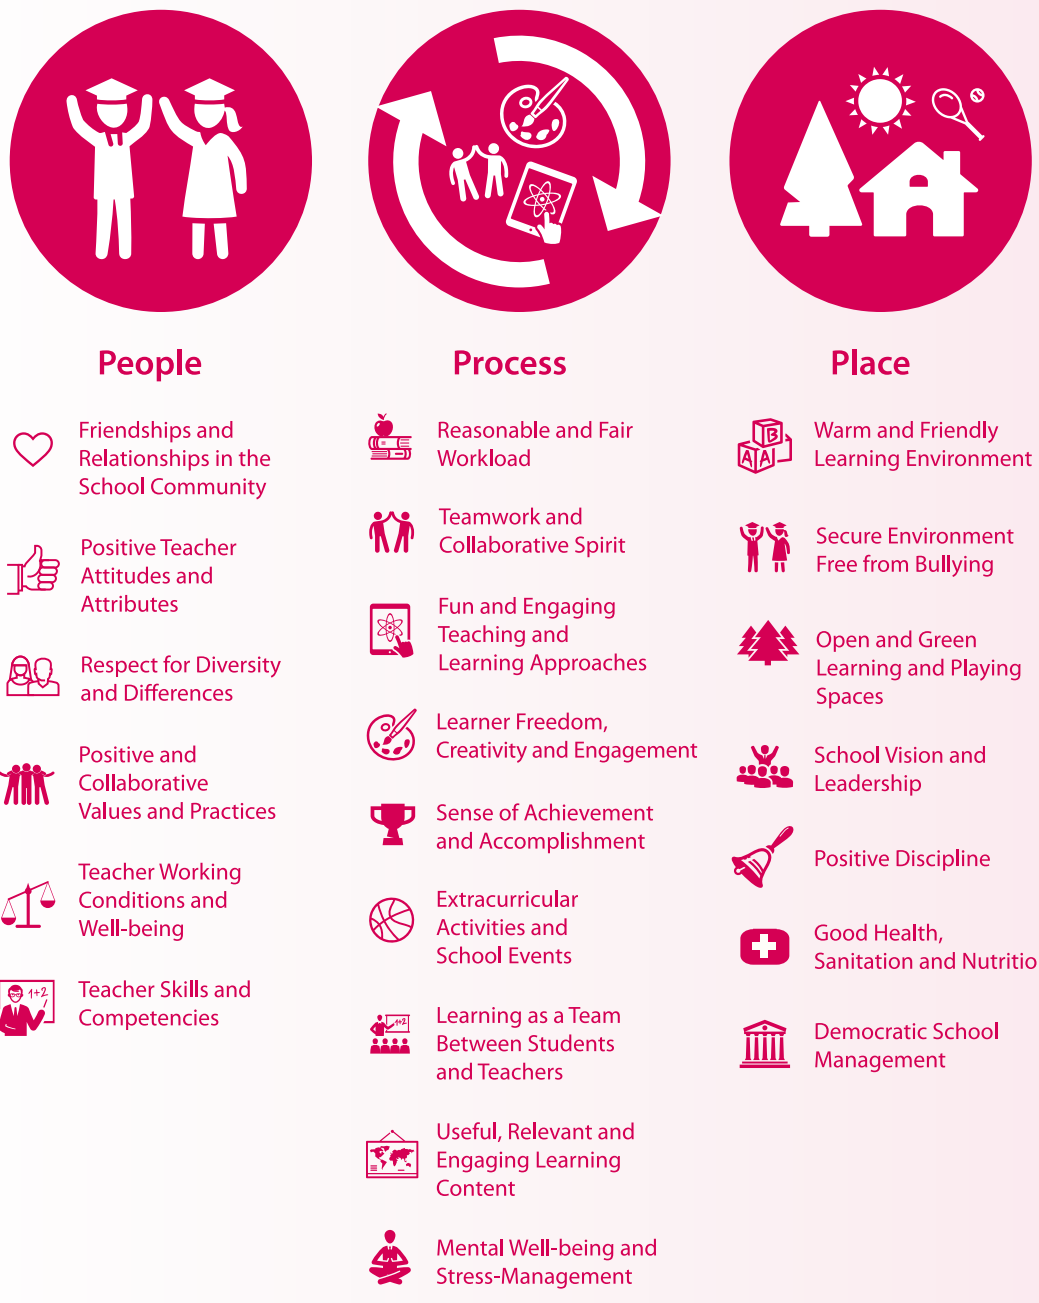 People
Friendships and
Relationships in the
School Community
Positive Teacher
Attitudes and
Attributes
Respect for Diversity
and Differences
Positive and
Collaborative
Values and Practices
Teacher Working
Conditions and
Well-being
1+2
Teacher Skills and
Competencies
Process
Reasonable and Fair
Workload
Teamwork and
Collaborative Spirit
Fun and Engaging
Teaching and
Learning Approaches
Learner Freedom,
Creativity and Engagement
Sense of Achievement
and Accomplishment
Extracurricular
Activities and
School Events
1+2
Learning as a Team
Between Students
and Teachers
Useful, Relevant and
Engaging Learning
Content
Mental Well-being and
Stress-Management
Place
B
A A
Warm and Friendly
Learning Environment
Secure Environment
Free from Bullying
Open and Green
Learning and Playing
Spaces
School Vision and
Leadership
Positive Discipline
Good Health,
Sanitation and Nutritio
Democratic School
Management